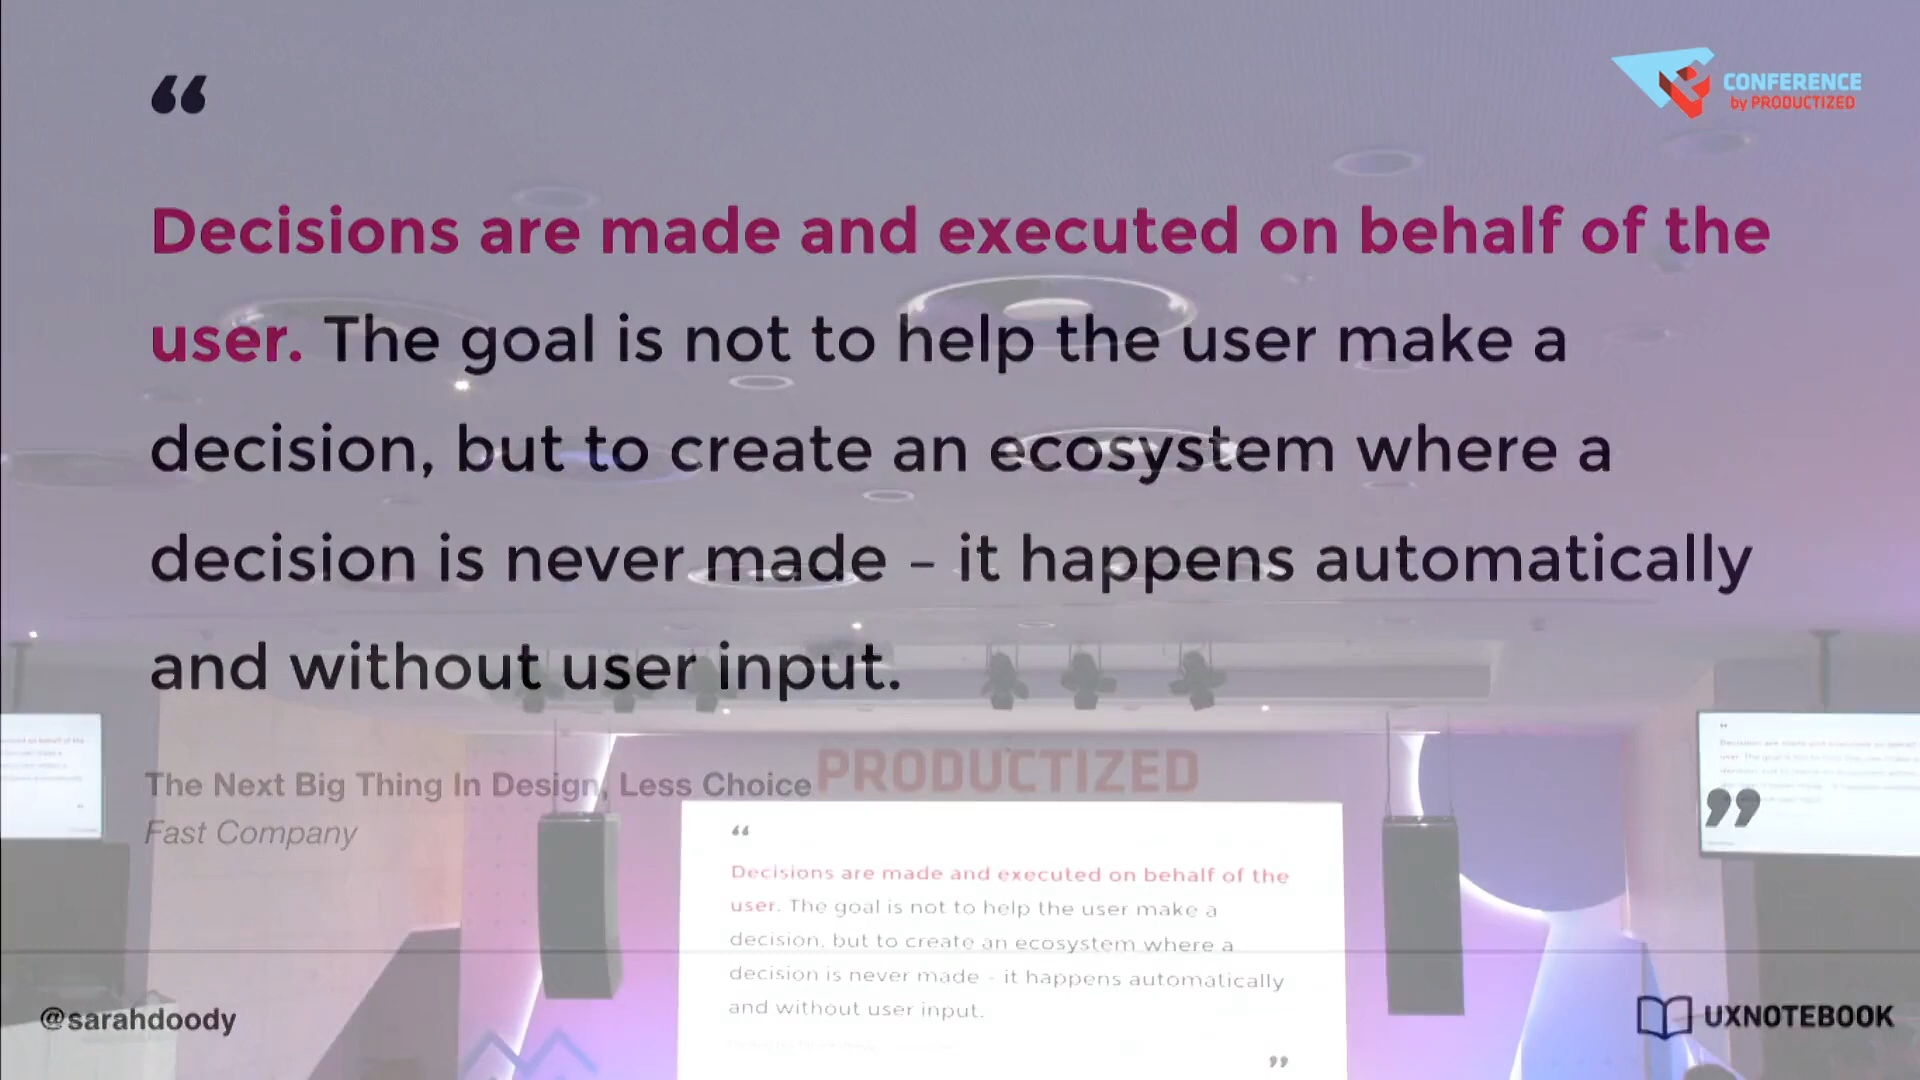 “
CONFERENCE
by PRODUCTIZED
Decisions are made and executed on behalf of the
user. The goal is not to help the user make a
decision, but to create an ecosystem where a
decision is never made – it happens automatically
and without user input.
The Next Big Thing In Design, Less Choice
Fast Company
”
PRODUCTIZED
“
Decisions are made and executed on behalf of the
user. The goal is not to help the user make a
decision, but to create an ecosystem where a
decision is never made - it happens automatically
and without user input.
”
@sarahdoody
UXNOTEBOOK